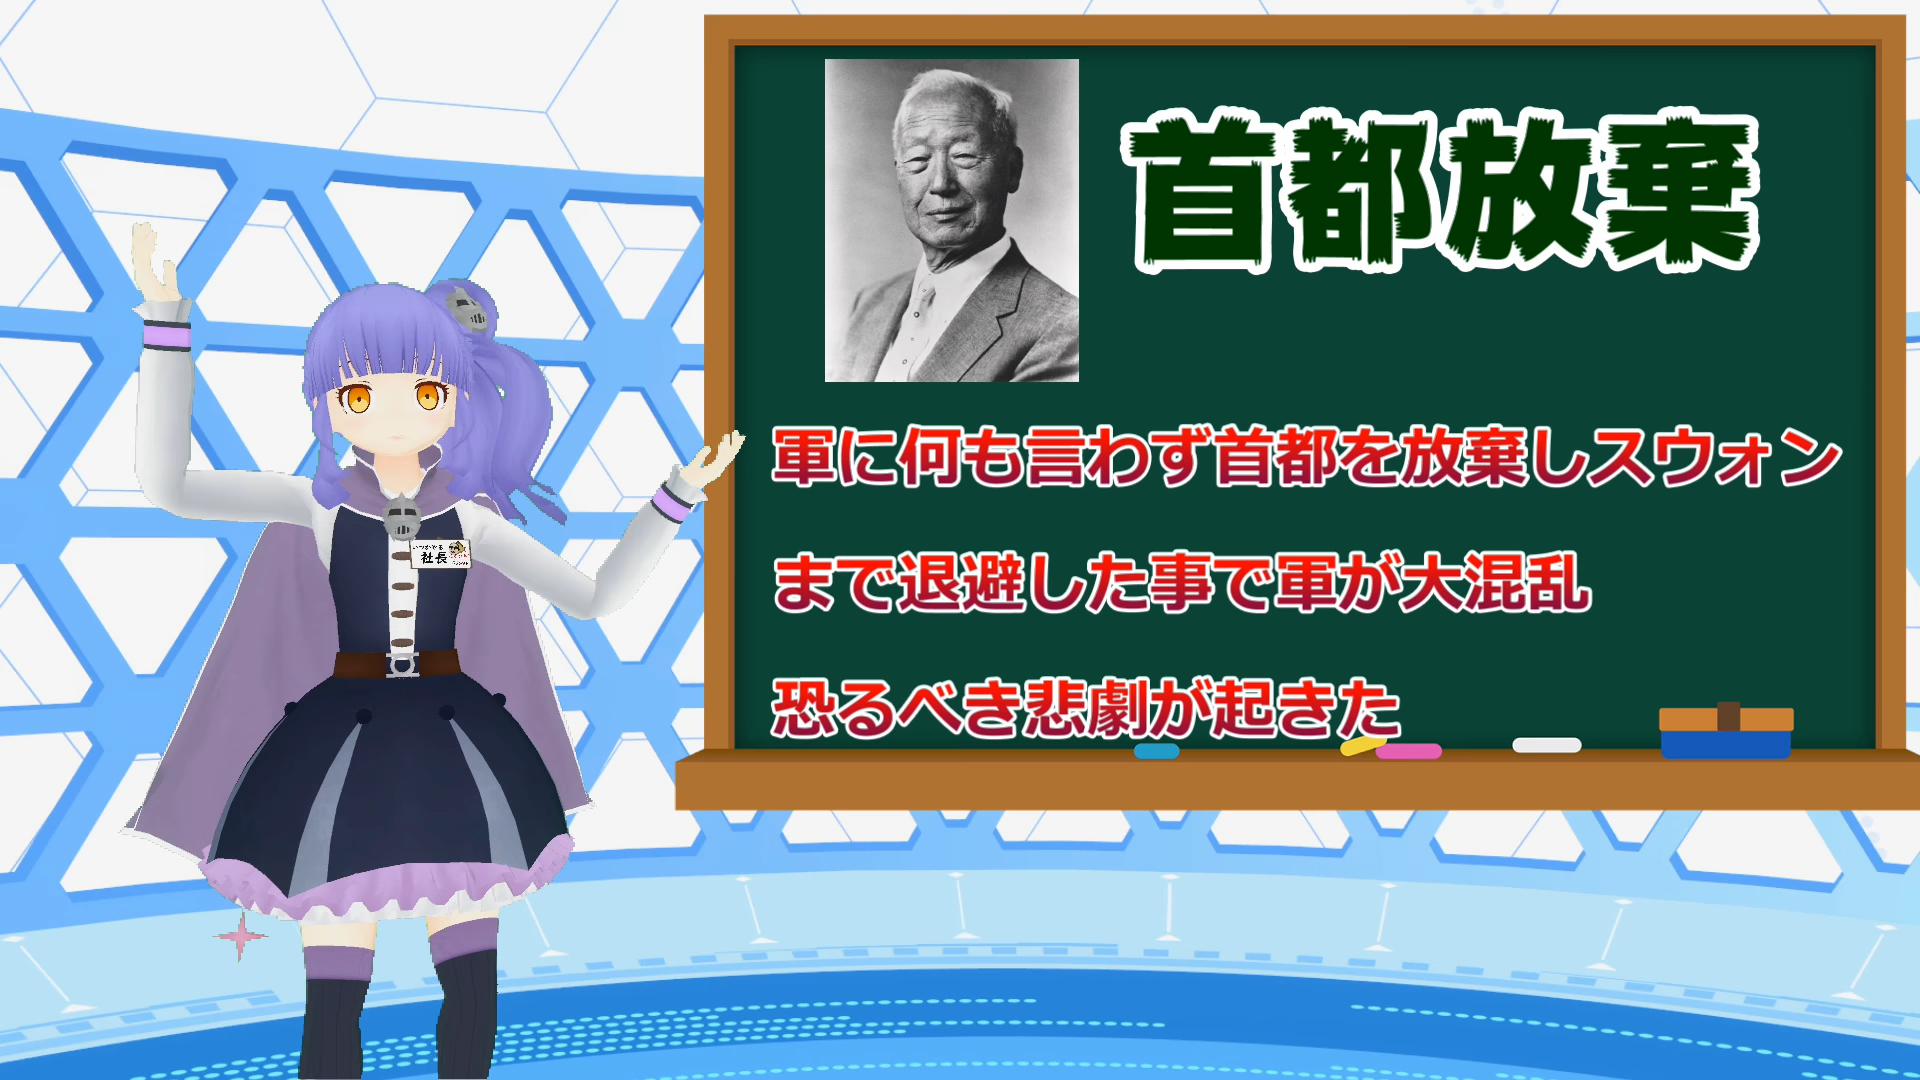 首都放棄
軍に何も言わず首都を放棄しスウォン
まで退避した事で軍が大混乱
恐るべき悲劇が起きた
社長